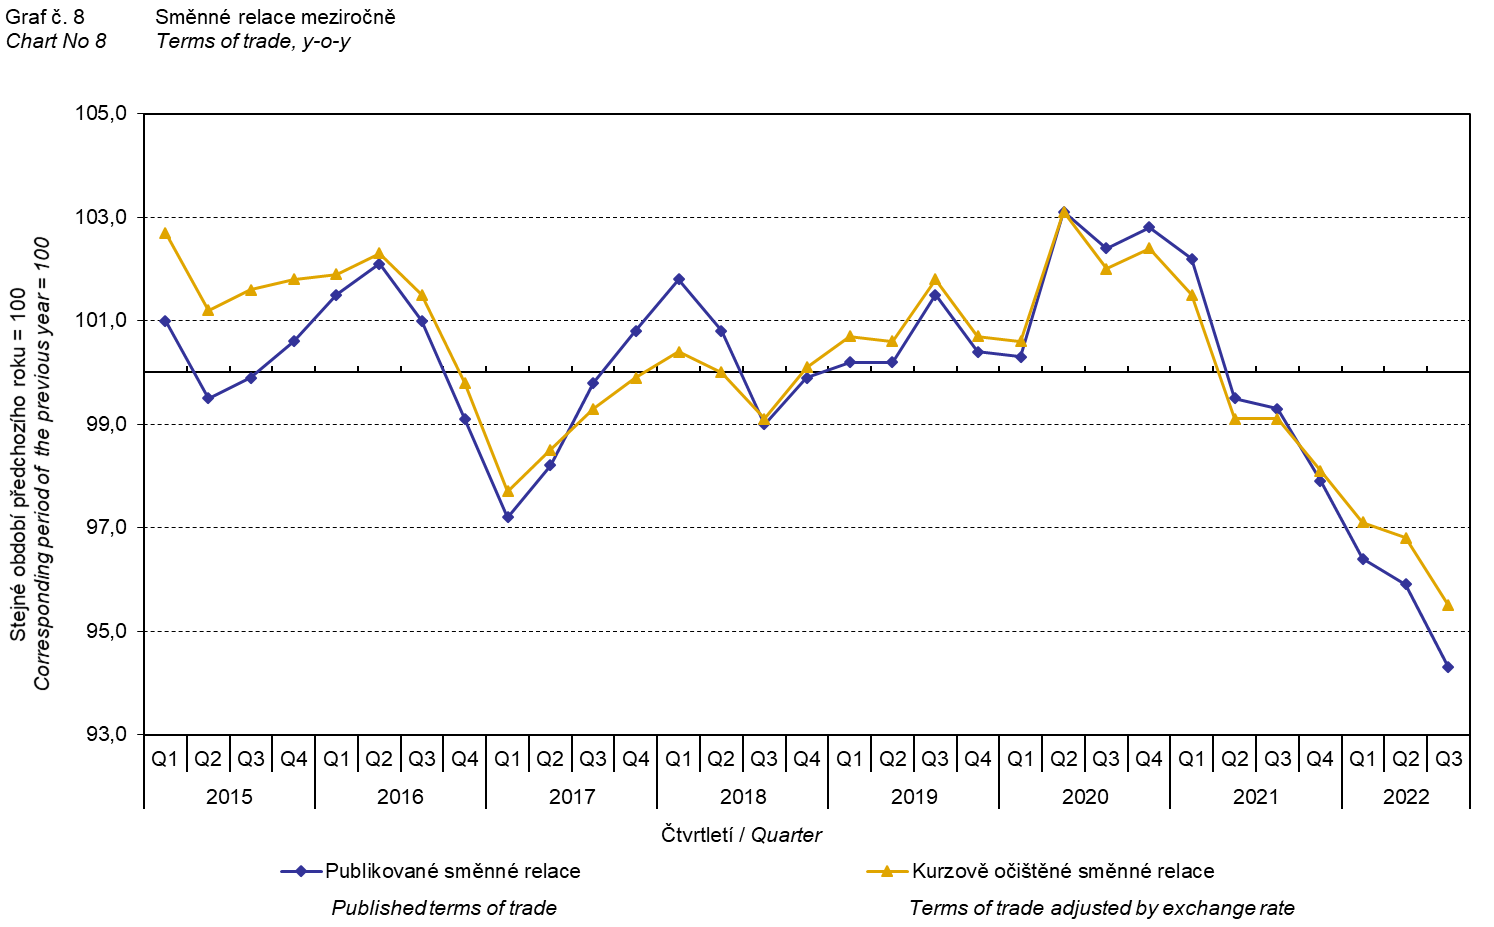 Graf č. 8 Směnné relace meziročně
Chart No 8 Terms of trade, y-o-y
Stejné období předchozího roku = 100
Corresponding period of the previous year = 100
105,0
103,0
101,0
99,0
97,0
95,0
93,0
Q1 Q2 Q3 Q4 Q1 Q2 Q3 Q4 Q1 Q2 Q3 Q4 Q1 Q2 Q3 Q4 Q1 Q2 Q3 Q4 Q1 Q2 Q3 Q4 Q1 Q2 Q3 Q4 Q1 Q2 Q3
2015 2016 2017 2018 2019 2020 2021 2022
Čtvrtletí / Quarter
Publikované směnné relace Kurzově očištěné směnné relace
Published terms of trade Terms of trade adjusted by exchange rate